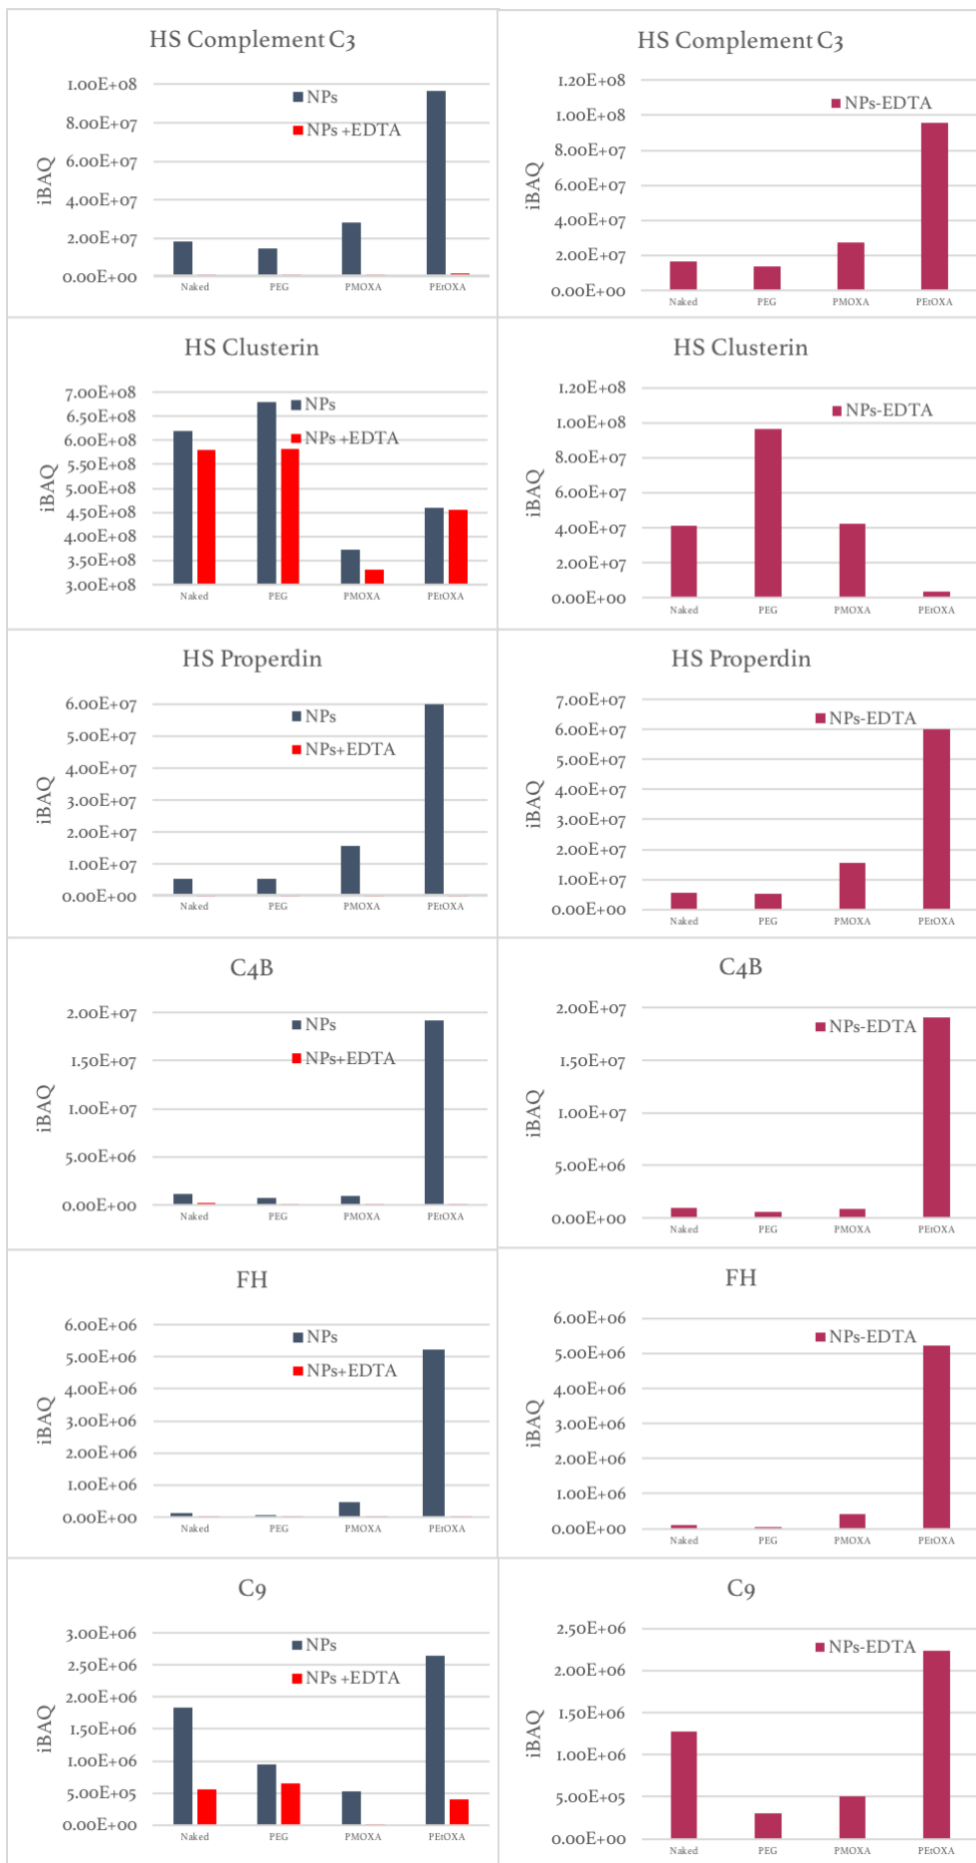 HS Complement C3
iBAQ
1.00E+08
8.00E+07
6.00E+07
4.00E+07
2.00E+07
0.00E+00
NPs
NPs +EDTA
Naked PEG PMOXA PEtOXA
HS Complement C3
iBAQ
1.20E+08
1.00E+08
8.00E+07
6.00E+07
4.00E+07
2.00E+07
0.00E+00
NPs-EDTA
Naked PEG PMOXA PEtOXA
HS Clusterin
iBAQ
7.00E+08
6.50E+08
6.00E+08
5.50E+08
5.00E+08
4.50E+08
4.00E+08
3.50E+08
3.00E+08
NPs
NPs +EDTA
Naked PEG PMOXA PEtOXA
HS Clusterin
iBAQ
1.20E+08
1.00E+08
8.00E+07
6.00E+07
4.00E+07
2.00E+07
0.00E+00
NPs-EDTA
Naked PEG PMOXA PEtOXA
HS Properdin
iBAQ
6.00E+07
5.00E+07
4.00E+07
3.00E+07
2.00E+07
1.00E+07
0.00E+00
NPs
NPs+EDTA
Naked PEG PMOXA PEtOXA
HS Properdin
iBAQ
7.00E+07
6.00E+07
5.00E+07
4.00E+07
3.00E+07
2.00E+07
1.00E+07
0.00E+00
NPs-EDTA
Naked PEG PMOXA PEtOXA
C4B
iBAQ
2.00E+07
1.50E+07
1.00E+07
5.00E+06
0.00E+00
NPs
NPs+EDTA
Naked PEG PMOXA PEtOXA
C4B
iBAQ
2.00E+07
1.50E+07
1.00E+07
5.00E+06
0.00E+00
NPs-EDTA
Naked PEG PMOXA PEtOXA
FH
iBAQ
6.00E+06
5.00E+06
4.00E+06
3.00E+06
2.00E+06
1.00E+06
0.00E+00
NPs
NPs+EDTA
Naked PEG PMOXA PEtOXA
FH
iBAQ
6.00E+06
5.00E+06
4.00E+06
3.00E+06
2.00E+06
1.00E+06
0.00E+00
NPs-EDTA
Naked PEG PMOXA PEtOXA
C9
iBAQ
3.00E+06
2.50E+06
2.00E+06
1.50E+06
1.00E+06
5.00E+05
0.00E+00
NPs
NPs +EDTA
Naked PEG PMOXA PEtOXA
C9
iBAQ
2.50E+06
2.00E+06
1.50E+06
1.00E+06
5.00E+05
0.00E+00
NPs-EDTA
Naked PEG PMOXA PEtOXA